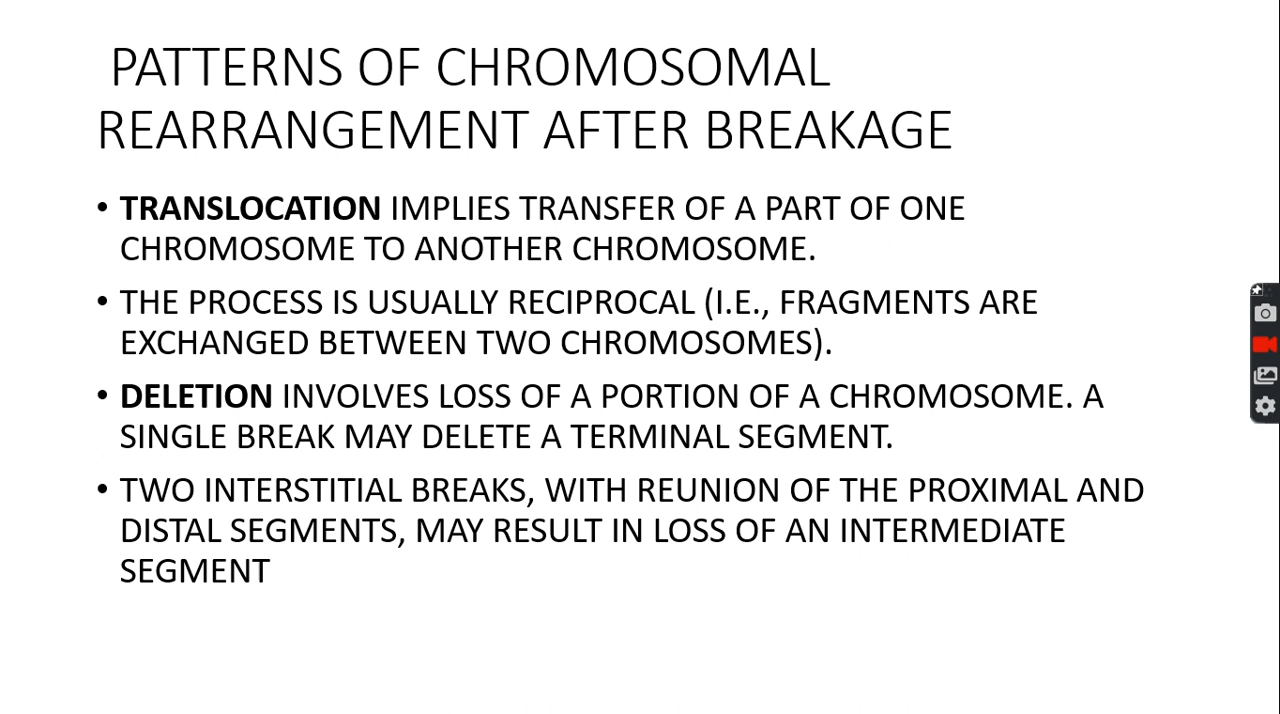 PATTERNS OF CHROMOSOMAL
REARRANGEMENT AFTER BREAKAGE
• TRANSLOCATION IMPLIES TRANSFER OF A PART OF ONE
CHROMOSOME TO ANOTHER CHROMOSOME.
• THE PROCESS IS USUALLY RECIPROCAL (I.E., FRAGMENTS ARE
EXCHANGED BETWEEN TWO CHROMOSOMES).
• DELETION INVOLVES LOSS OF A PORTION OF A CHROMOSOME. A
SINGLE BREAK MAY DELETE A TERMINAL SEGMENT.
• TWO INTERSTITIAL BREAKS, WITH REUNION OF THE PROXIMAL AND
DISTAL SEGMENTS, MAY RESULT IN LOSS OF AN INTERMEDIATE
SEGMENT